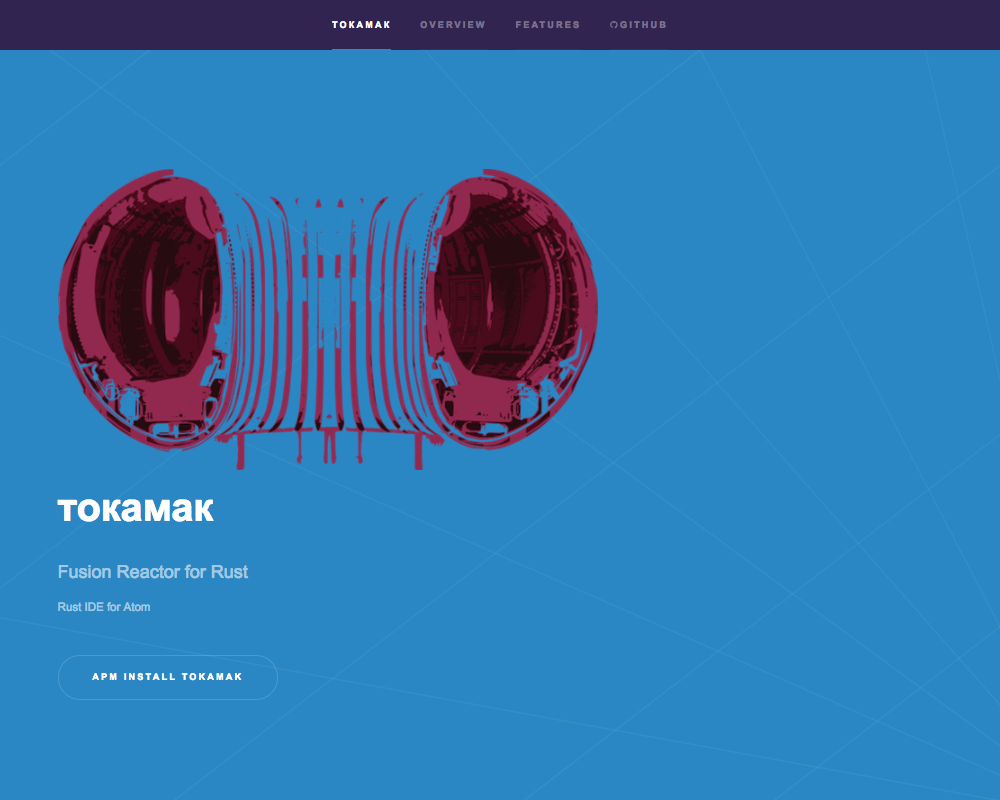 TOKAMAK OVERVIEW FEATURES GITHUB
токамак
Fusion Reactor for Rust
Rust IDE for Atom
APM INSTALL TOKAMAK